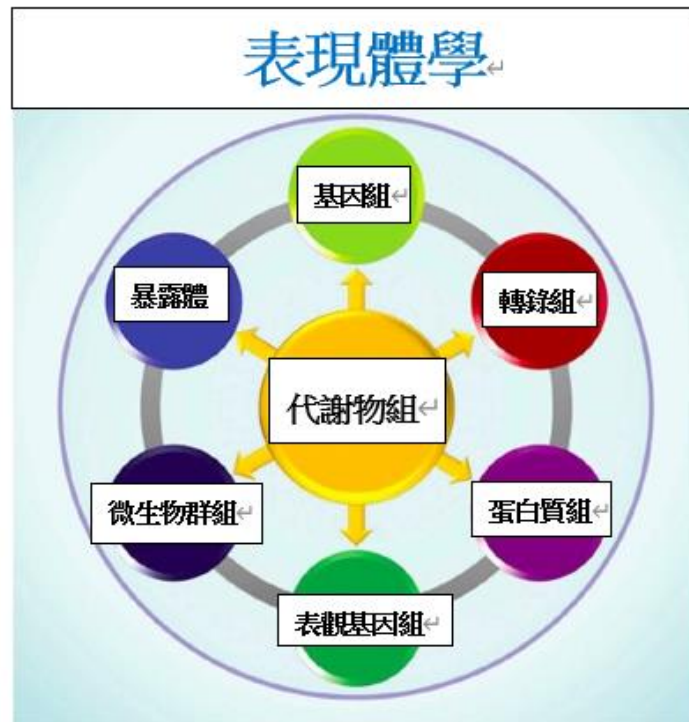 表現體學
基因組
暴露體
轉錄組
代謝物組
微生物群組
蛋白質組
表觀基因組